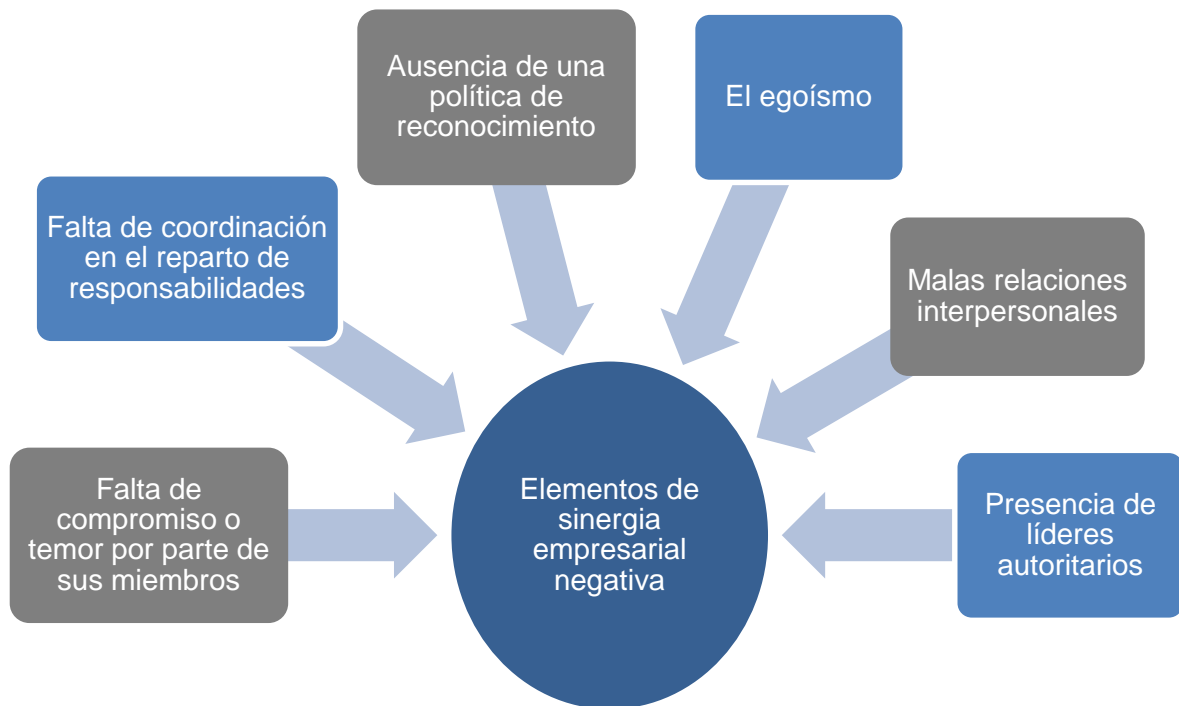 Ausencia de una
política de
reconocimiento
El egoísmo
Falta de coordinación
en el reparto de
responsabilidades
Malas relaciones
interpersonales
Falta de
compromiso o
temor por parte de
sus miembros
Elementos de
sinergia
empresarial
negativa
Presencia de
líderes
autoritarios